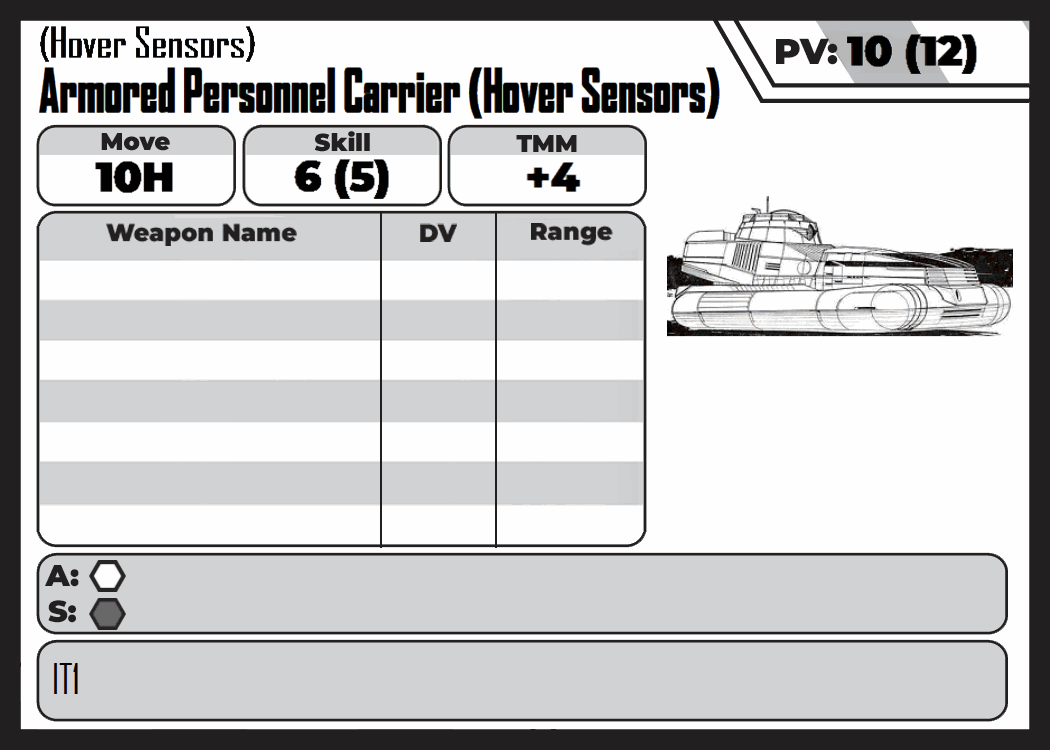 (Hover Sensors)
PV: 10 (12)
Armored Personnel Carrier (Hover Sensors)
Move
Skill
TMM
10H
6 (5)
+4
Weapon Name
DV
Range
A:
S:
IT1